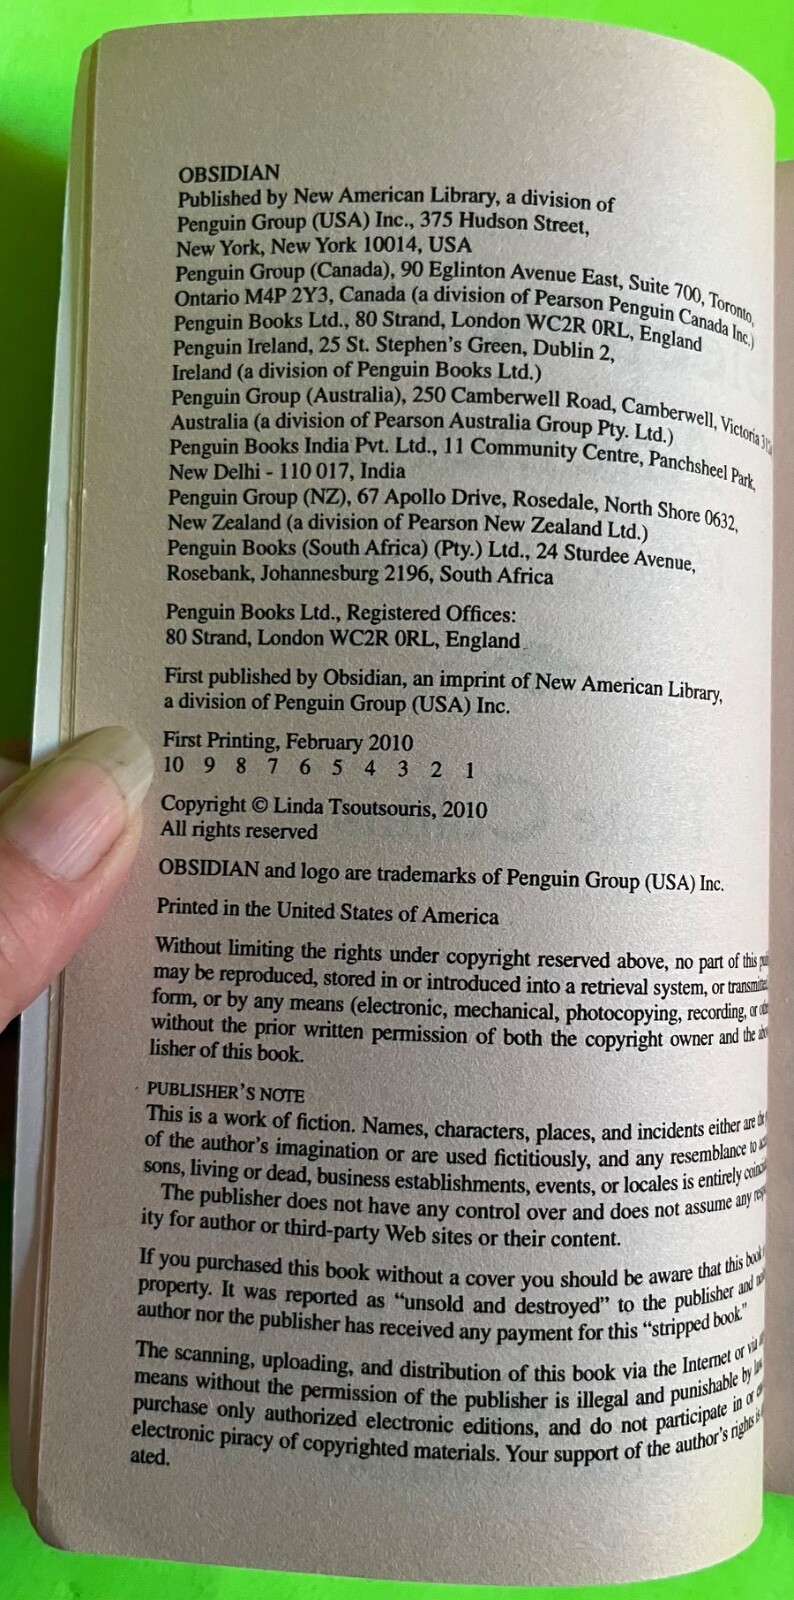 OBSIDIAN
Published by New American Library, a division of
Penguin Group (USA) Inc., 375 Hudson Street,
New York, New York 10014, USA
Penguin Group (Canada), 90 Eglinton Avenue East, Suite 700, Toronto,
Ontario M4P 2Y3, Canada (a division of Pearson Penguin Canada Inc.)
Penguin Books Ltd., 80 Strand, London WC2R 0RL, England
Penguin Ireland, 25 St. Stephen's Green, Dublin 2,
Ireland (a division of Penguin Books Ltd.)
Penguin Group (Australia), 250 Camberwell Road, Camberwell, Victoria
Australia (a division of Pearson Australia Group Pty. Ltd.)
Penguin Books India Pvt. Ltd., 11 Community Centre, Panchsheel Park,
New Delhi - 110 017, India
Penguin Group (NZ), 67 Apollo Drive, Rosedale, North Shore 0632,
New Zealand (a division of Pearson New Zealand Ltd.)
Penguin Books (South Africa) (Pty.) Ltd., 24 Sturdee Avenue,
Rosebank, Johannesburg 2196, South Africa
Penguin Books Ltd., Registered Offices:
80 Strand, London WC2R 0RL, England
First published by Obsidian, an imprint of New American Library,
a division of Penguin Group (USA) Inc.
First Printing, February 2010
10 9 8 7 6 5 4 3 2 1
Copyright © Linda Tsoutsouris, 2010
All rights reserved
OBSIDIAN and logo are trademarks of Penguin Group (USA) Inc.
Printed in the United States of America
Without limiting the rights under copyright reserved above, no part of this
may be reproduced, stored in or introduced into a retrieval system, or
form, or by any means (electronic, mechanical, photocopying, recording, or
without the prior written permission of both the copyright owner and the
lisher of this book.
PUBLISHER'S NOTE
This is a work of fiction. Names, characters, places, and incidents either are
of the author's imagination or are used fictitiously, and any resemblance to
sons, living or dead, business establishments, events, or locales is entirely
The publisher does not have any control over and does not assume any
ity for author or third-party Web sites or their content.
If you purchased this book without a cover you should be aware that this book
property. It was reported as "unsold and destroyed" to the publisher and
author nor the publisher has received any payment for this "stripped book."
The scanning, uploading, and distribution of this book via the Internet or via
means without the permission of the publisher is illegal and punishable by
purchase only authorized electronic editions, and do not participate in or
electronic piracy of copyrighted materials. Your support of the author's rights is
ated.